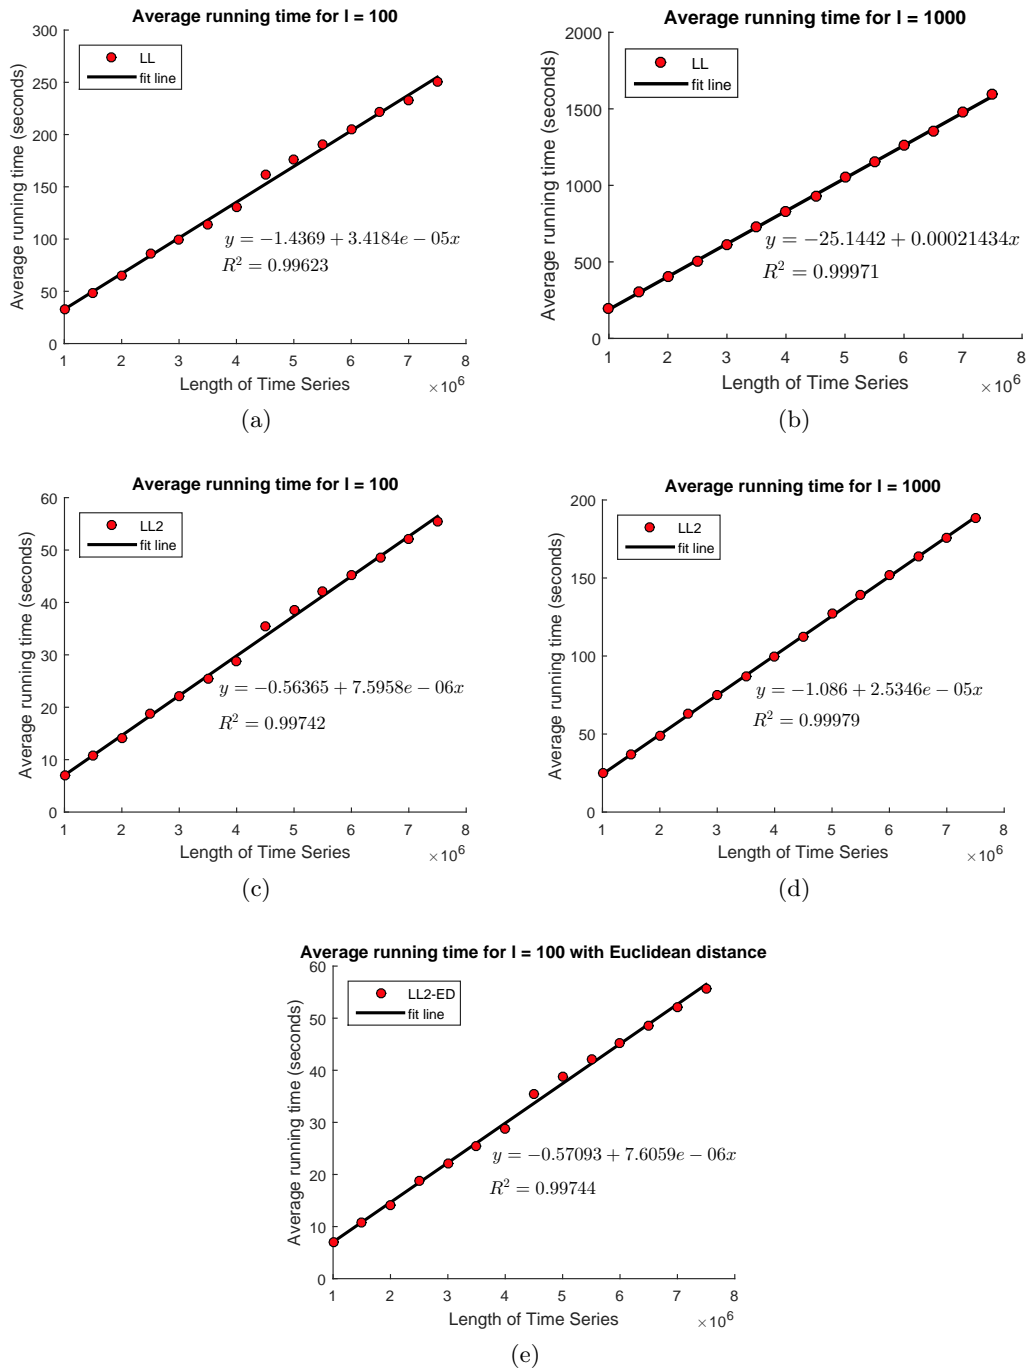 Average running time for l = 100
300
250
200
150
100
50
0
Average running time (seconds)
LL
fit line
y = −1.4369 + 3.4184e − 05x
R² = 0.99623
1 2 3 4 5 6 7 8
Length of Time Series
×10⁶
(a)
Average running time for l = 1000
2000
1500
1000
500
0
Average running time (seconds)
LL
fit line
y = −25.1442 + 0.00021434x
R² = 0.99971
1 2 3 4 5 6 7 8
Length of Time Series
×10⁶
(b)
Average running time for l = 100
60
50
40
30
20
10
0
Average running time (seconds)
LL2
fit line
y = −0.56365 + 7.5958e − 06x
R² = 0.99742
1 2 3 4 5 6 7 8
Length of Time Series
×10⁶
(c)
Average running time for l = 1000
200
150
100
50
0
Average running time (seconds)
LL2
fit line
y = −1.086 + 2.5346e − 05x
R² = 0.99979
1 2 3 4 5 6 7 8
Length of Time Series
×10⁶
(d)
Average running time for l = 100 with Euclidean distance
60
50
40
30
20
10
0
Average running time (seconds)
LL2-ED
fit line
y = −0.57093 + 7.6059e − 06x
R² = 0.99744
1 2 3 4 5 6 7 8
Length of Time Series
×10⁶
(e)